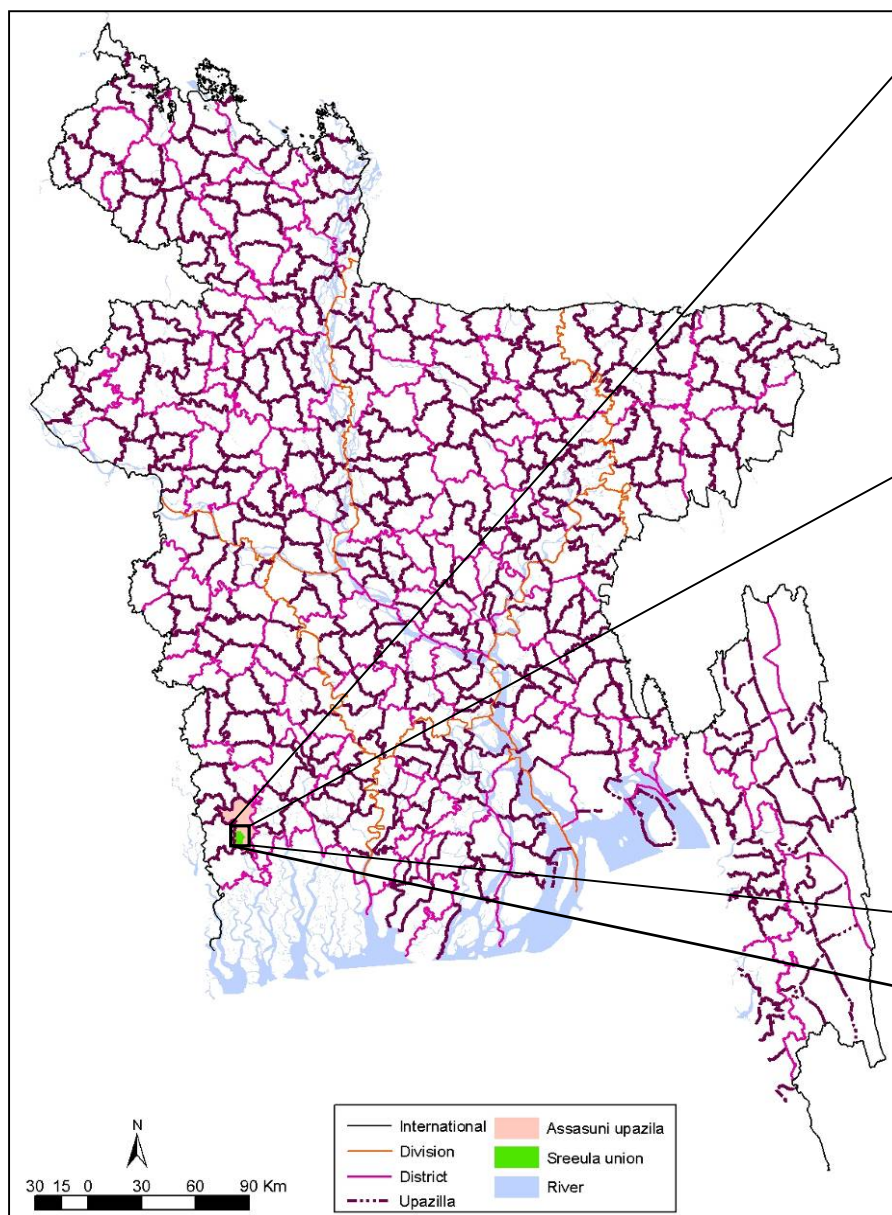 N
30 15 0 30 60 90 Km
International
Division
District
Upazilla
Assasuni upazila
Sreeula union
River